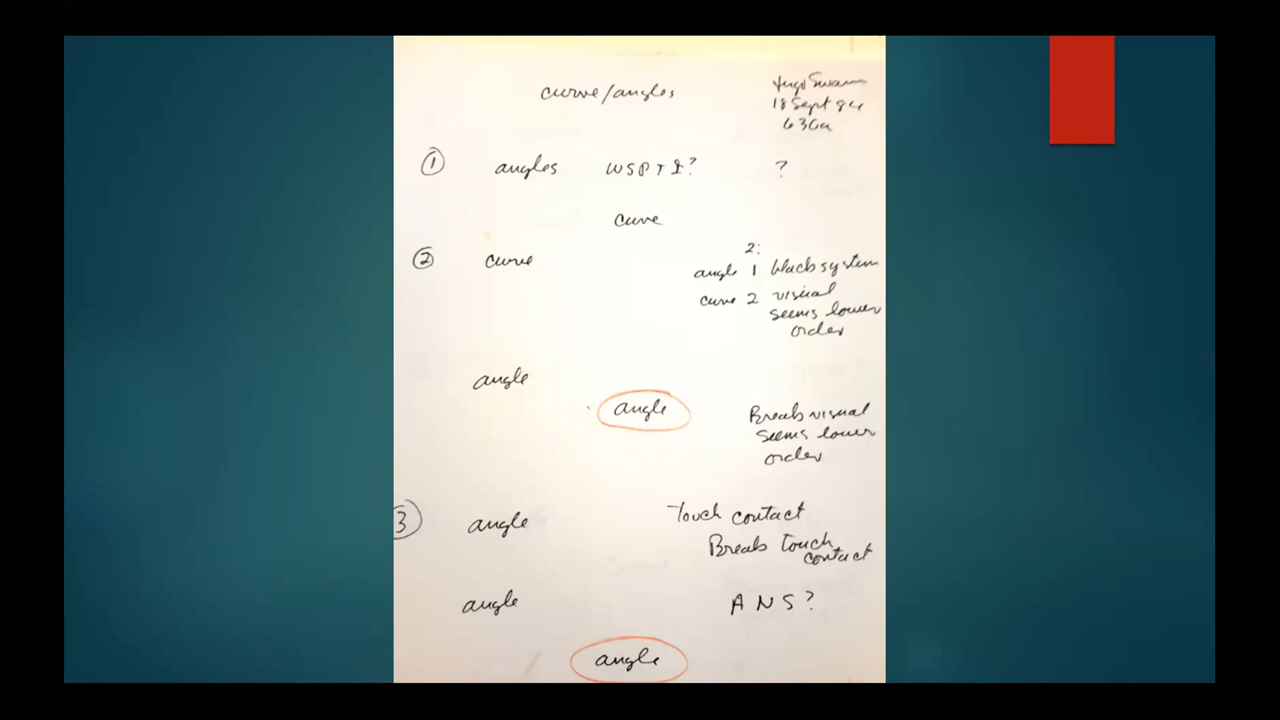 curve/angles
Ingo Swann
18 Sept 84
630a
① angles WSPT ?
?
curve
② curve
2:
angle 1 black system
curve 2 visual
seems lower
order
angle
angle
Breaks visual
seems lower
order
3 angle
Touch contact
Breaks touch
contact
angle
ANS?
angle